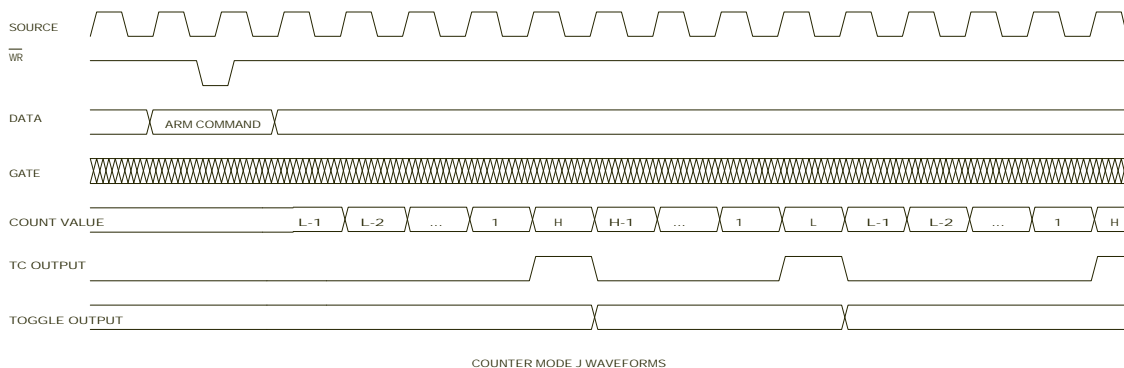 SOURCE
WR
DATA ARM COMMAND
GATE
COUNT VALUE L-1 L-2 ... 1 H H-1 ... 1 L L-1 L-2 ... 1 H
TC OUTPUT
TOGGLE OUTPUT
COUNTER MODE J WAVEFORMS